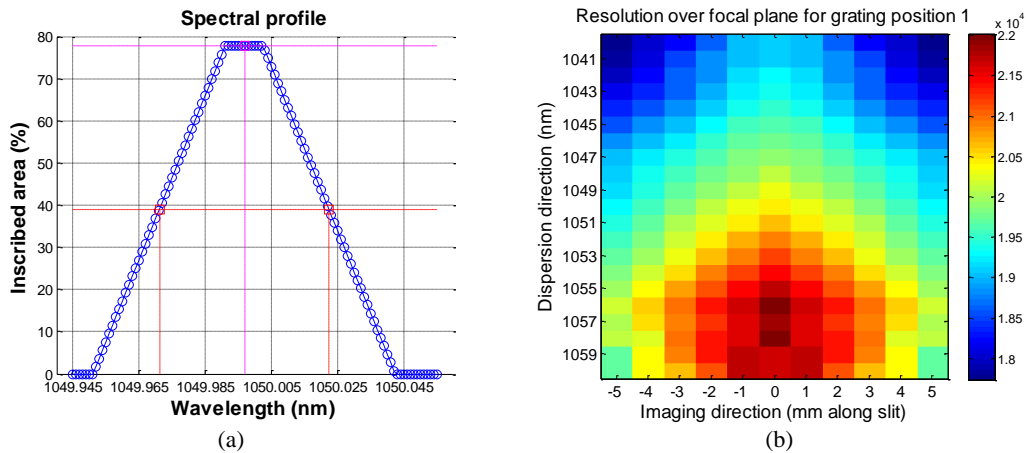 Spectral profile
80
70
60
50
40
30
20
10
0
Inscribed area (%)
1049.945 1049.965 1049.985 1050.005 1050.025 1050.045
Wavelength (nm)
(a)
Resolution over focal plane for grating position 1
x 10⁴
1041
1043
1045
1047
1049
1051
1053
1055
1057
1059
Dispersion direction (nm)
-5 -4 -3 -2 -1 0 1 2 3 4 5
Imaging direction (mm along slit)
2.2
2.15
2.1
2.05
2
1.95
1.9
1.85
1.8
(b)